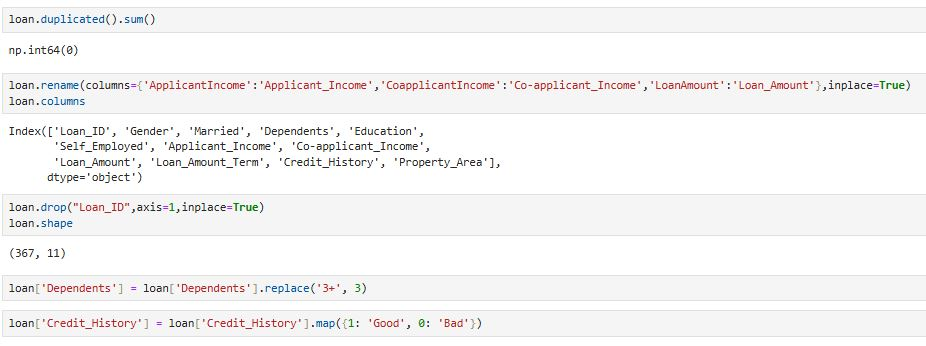 loan.duplicated().sum()
np.int64(0)
loan.rename(columns={'ApplicantIncome':'Applicant_Income','CoapplicantIncome':'Co-applicant_Income','LoanAmount':'Loan_Amount'},inplace=True)
loan.columns
Index(['Loan_ID', 'Gender', 'Married', 'Dependents', 'Education',
       'Self_Employed', 'Applicant_Income', 'Co-applicant_Income',
       'Loan_Amount', 'Loan_Amount_Term', 'Credit_History', 'Property_Area'],
      dtype='object')
loan.drop("Loan_ID",axis=1,inplace=True)
loan.shape
(367, 11)
loan['Dependents'] = loan['Dependents'].replace('3+', 3)
loan['Credit_History'] = loan['Credit_History'].map({1: 'Good', 0: 'Bad'})